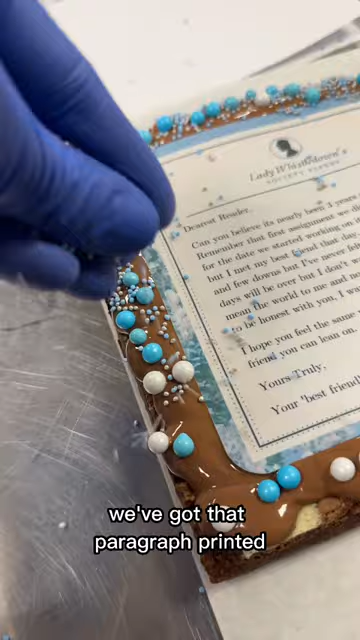 Lady Whistledown's
SOCIETY PAPERS
Dearest Reader,
Can you believe its nearly been 3 years
Remember that first assignment we di
for the date we started working on
but I met my best friend that day
and few downs but I've never
days will be over but I don't wa
mean the world to me and
to be honest with you, I wa
I hope you feel the same
friend you can lean on
Yours Truly,
Your 'best friend
we've got that
paragraph printed